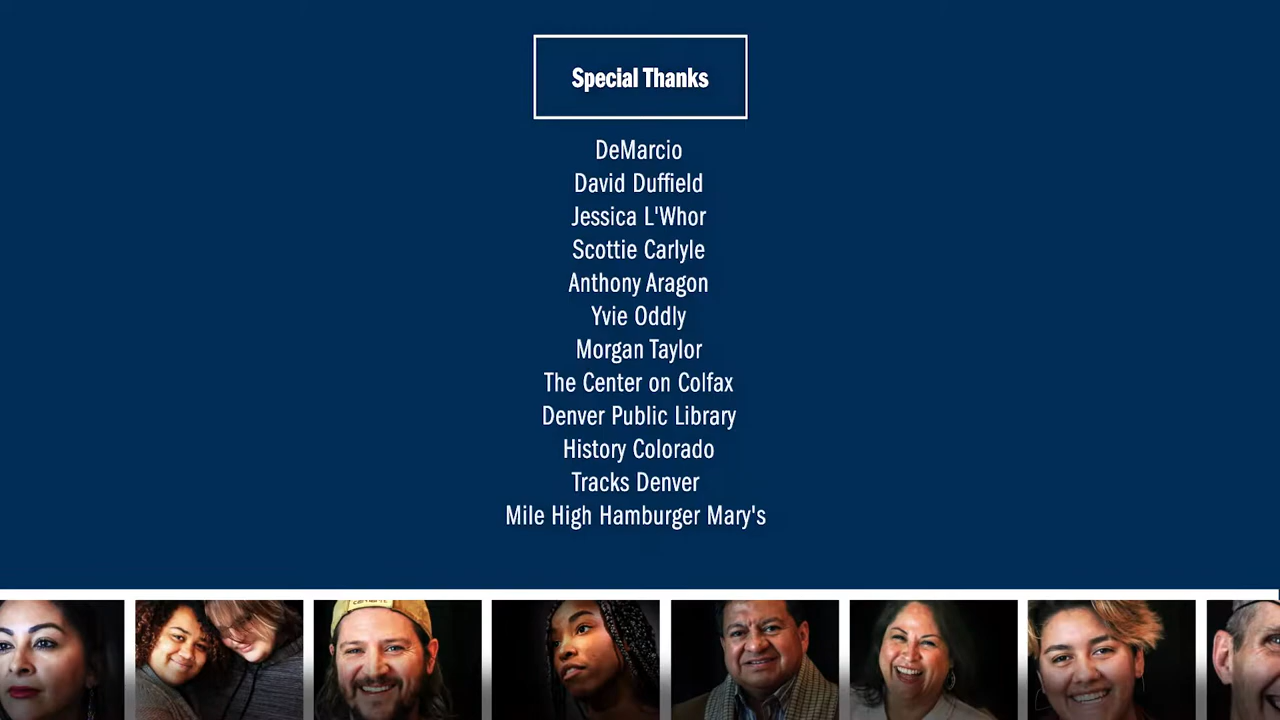 Special Thanks
DeMarcio
David Duffield
Jessica L'Whor
Scottie Carlyle
Anthony Aragon
Yvie Oddly
Morgan Taylor
The Center on Colfax
Denver Public Library
History Colorado
Tracks Denver
Mile High Hamburger Mary's